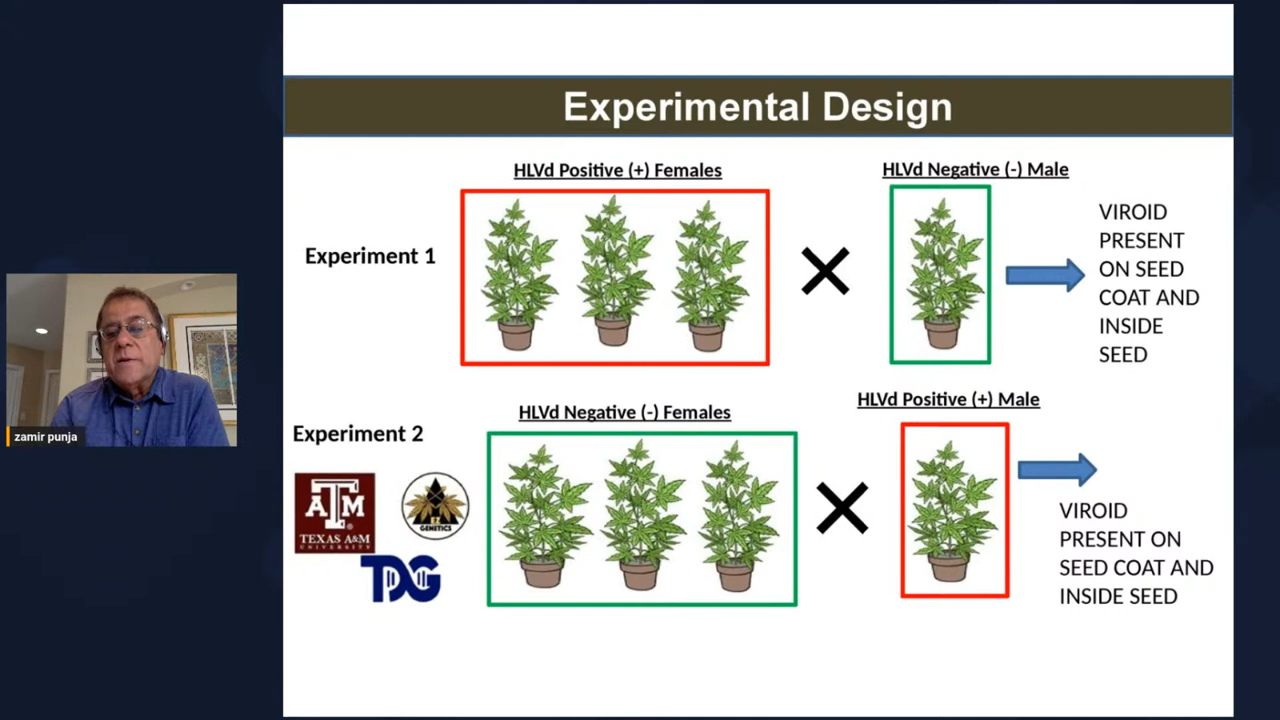 Experimental Design
HLVd Positive (+) Females
HLVd Negative (-) Male
Experiment 1
VIROID
PRESENT
ON SEED
COAT AND
INSIDE
SEED
HLVd Negative (-) Females
HLVd Positive (+) Male
Experiment 2
VIROID
PRESENT ON
SEED COAT AND
INSIDE SEED
ATM
TEXAS A&M
UNIVERSITY
GENETICS
TDG
zamir punja